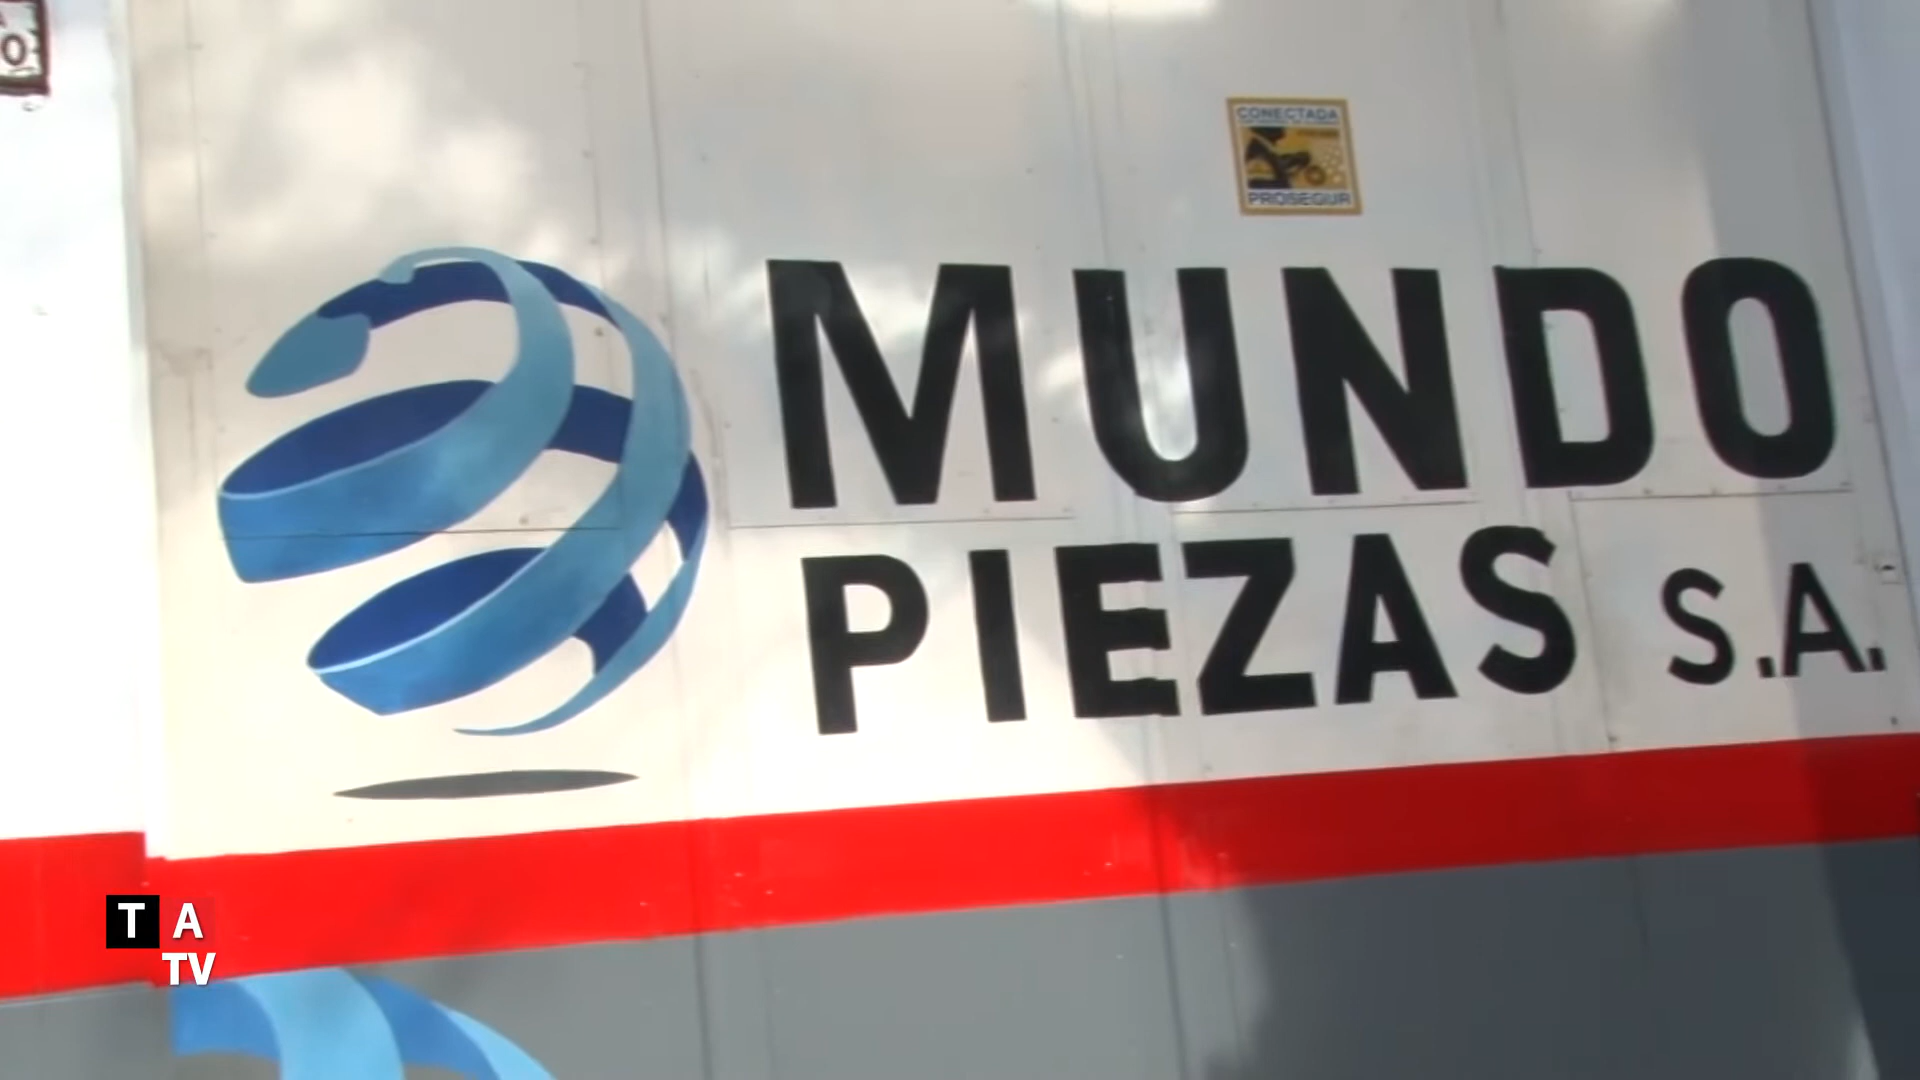 O
CONECTADA
PROSEGUR
MUNDO
PIEZAS S.A.
T A
TV